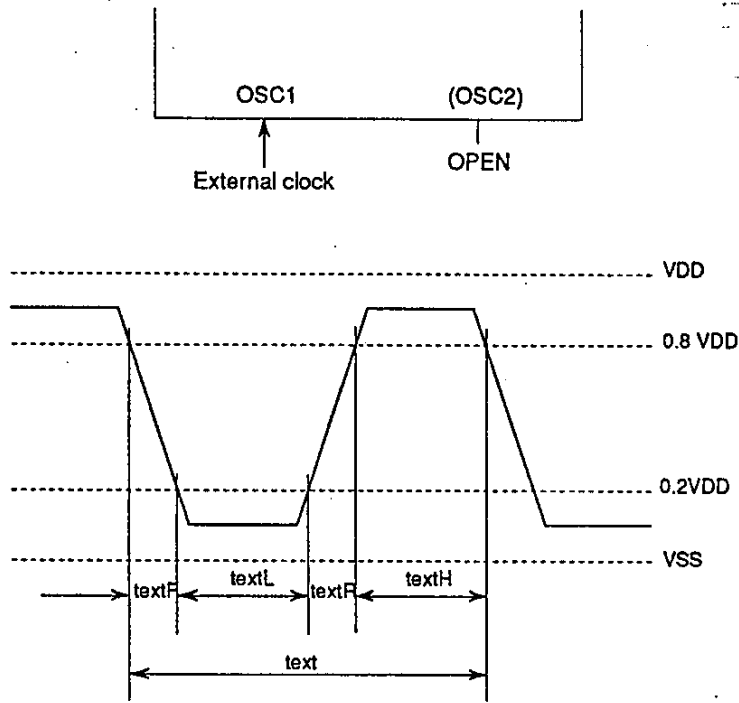 OSC1 (OSC2)
External clock OPEN
VDD
0.8 VDD
0.2VDD
VSS
textF textL textR textH
text